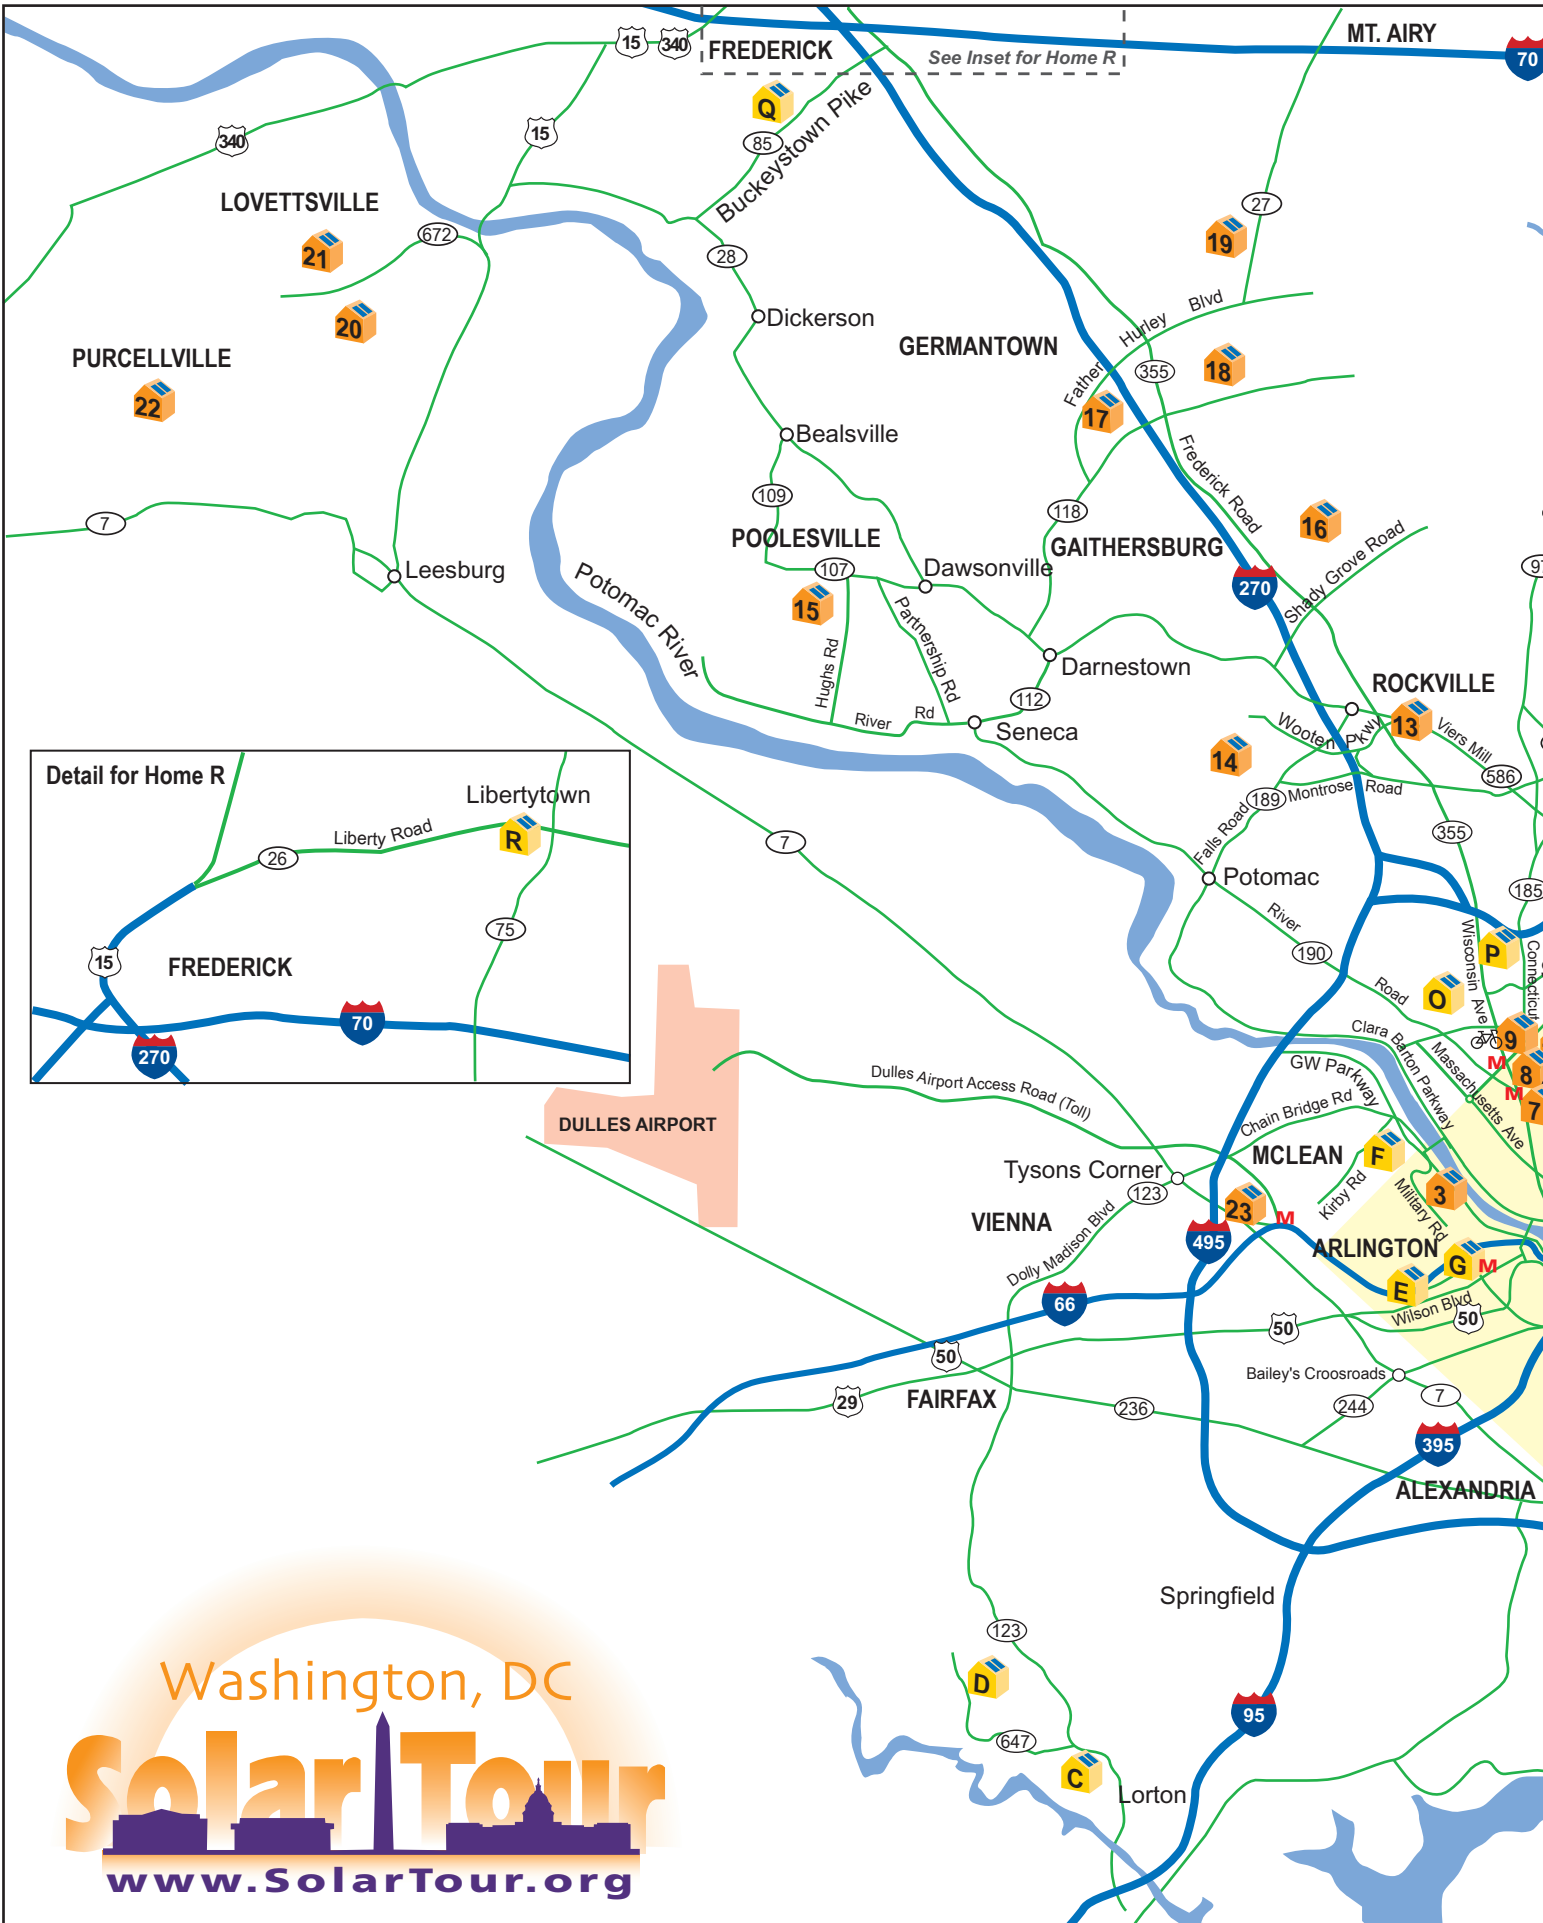 15
340
FREDERICK
See Inset for Home R
MT. AIRY
70
Q
340
15
85
Buckeystown Pike
LOVETTSVILLE
27
672
21
28
19
20
Dickerson
Hurley Blvd
GERMANTOWN
PURCELLVILLE
355
18
Father
22
17
Bealsville
Frederick Road
109
118
7
16
POOLESVILLE
GAITHERSBURG
Shady Grove Road
107
Dawsonville
Leesburg
270
15
Potomac River
Partnership Rd
Hughs Rd
Darnestown
ROCKVILLE
112
River Rd
Seneca
13
Wooten Pkwy
Viers Mill
14
586
Detail for Home R
Libertytown
189
Montrose Road
Liberty Road
R
26
7
355
Falls Road
Potomac
185
River
75
190
Wisconsin Ave
P
Connecticut
15
FREDERICK
Road
O
70
270
Clara Barton Parkway
9
M
8
Massachusetts Ave
GW Parkway
M
7
Dulles Airport Access Road (Toll)
Chain Bridge Rd
DULLES AIRPORT
MCLEAN
F
Tysons Corner
123
Kirby Rd
3
Military Rd
23
M
VIENNA
Dolly Madison Blvd
495
ARLINGTON
G
M
E
66
Wilson Blvd
50
50
50
Bailey's Croosroads
29
FAIRFAX
236
244
7
395
ALEXANDRIA
Springfield
123
D
95
647
C
Lorton
Washington, DC
Solar Tour
www.SolarTour.org